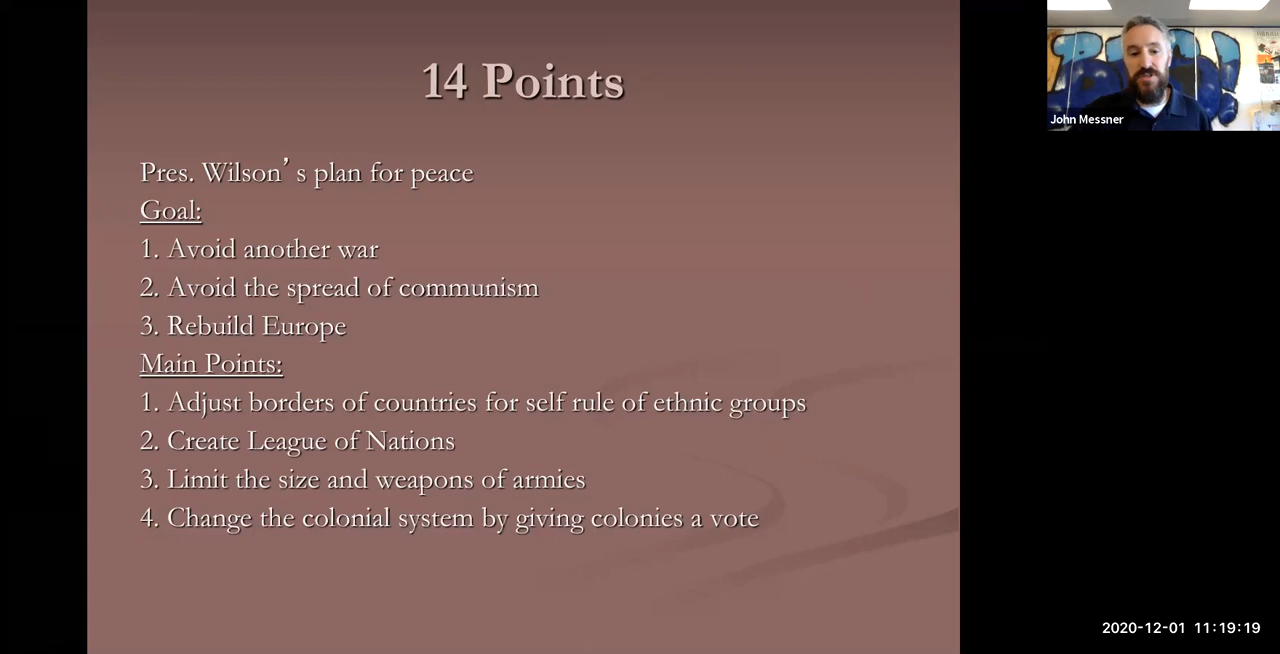 14 Points
Pres. Wilson’s plan for peace
Goal:
1. Avoid another war
2. Avoid the spread of communism
3. Rebuild Europe
Main Points:
1. Adjust borders of countries for self rule of ethnic groups
2. Create League of Nations
3. Limit the size and weapons of armies
4. Change the colonial system by giving colonies a vote
John Messner
2020-12-01 11:19:19